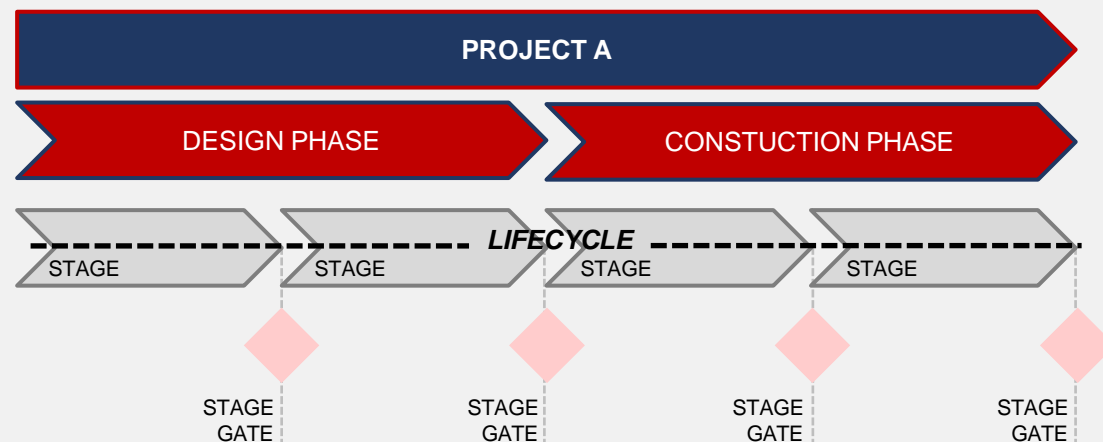 PROJECT A
DESIGN PHASE
CONSTUCTION PHASE
LIFECYCLE
STAGE
STAGE
STAGE
STAGE
STAGE
GATE
STAGE
GATE
STAGE
GATE
STAGE
GATE